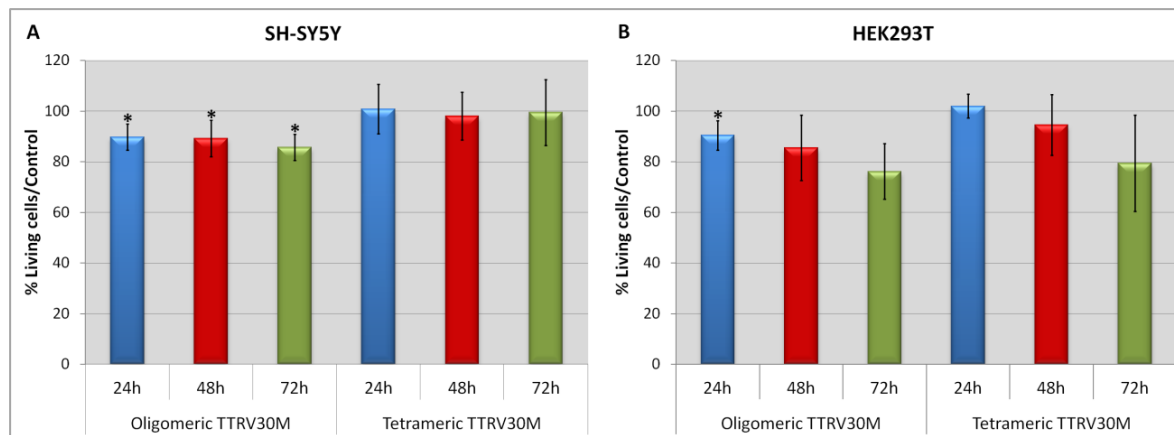 A
SH-SY5Y
% Living cells/Control
120
100
80
60
40
20
0
* * *
24h 48h 72h 24h 48h 72h
Oligomeric TTRV30M Tetrameric TTRV30M
B
HEK293T
% Living cells/Control
120
100
80
60
40
20
0
*
24h 48h 72h 24h 48h 72h
Oligomeric TTRV30M Tetrameric TTRV30M